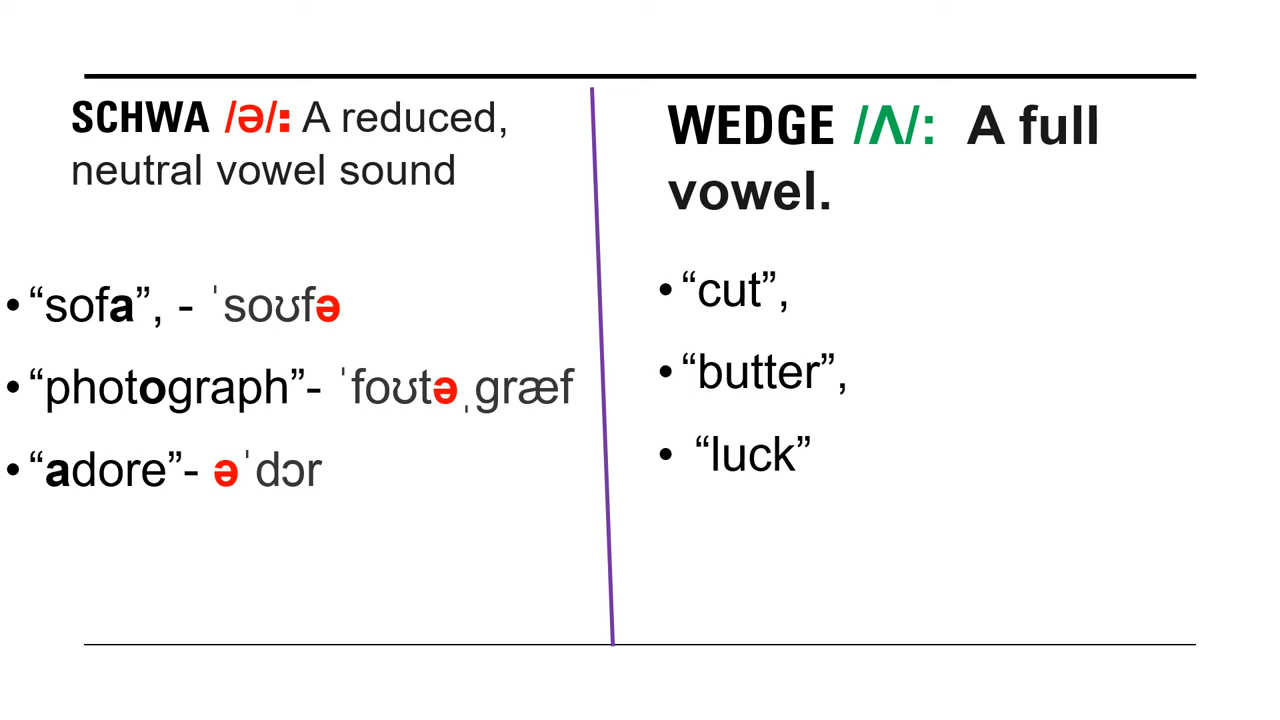 SCHWA /ə/: A reduced,
neutral vowel sound
• “sofa”, - ˈsoʊfə
• “photograph”- ˈfoʊtəˌgræf
• “adore”- əˈdɔr
WEDGE /Λ/: A full
vowel.
• “cut”,
• “butter”,
• “luck”